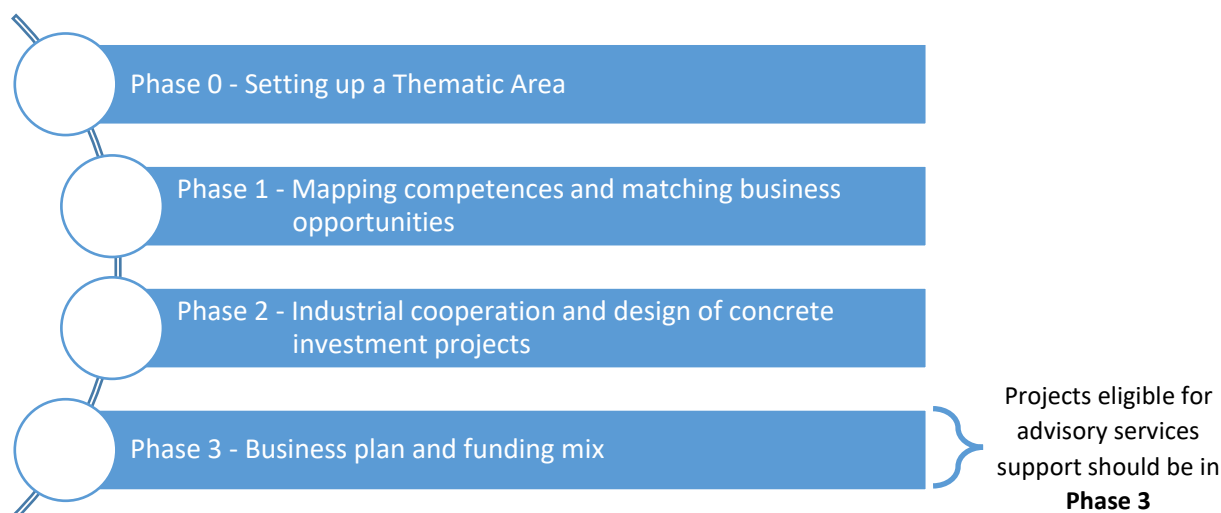 Phase 0 - Setting up a Thematic Area
Phase 1 - Mapping competences and matching business
opportunities
Phase 2 - Industrial cooperation and design of concrete
investment projects
Phase 3 - Business plan and funding mix
Projects eligible for
advisory services
support should be in
Phase 3